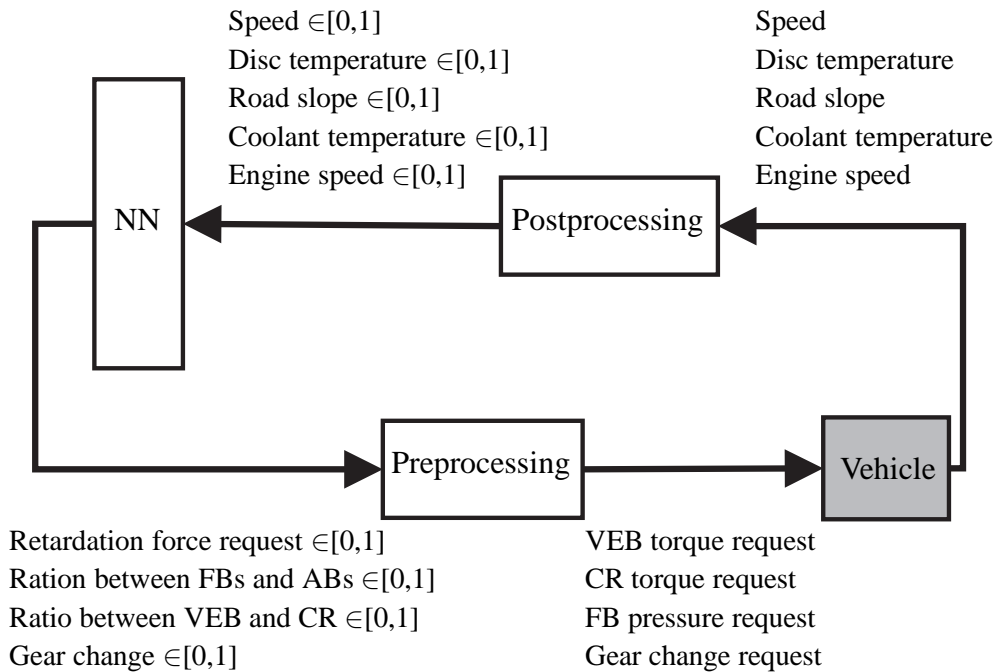 Speed ∈[0,1]
Disc temperature ∈[0,1]
Road slope ∈[0,1]
Coolant temperature ∈[0,1]
Engine speed ∈[0,1]
Speed
Disc temperature
Road slope
Coolant temperature
Engine speed
NN
Postprocessing
Preprocessing
Vehicle
Retardation force request ∈[0,1]
Ration between FBs and ABs ∈[0,1]
Ratio between VEB and CR ∈[0,1]
Gear change ∈[0,1]
VEB torque request
CR torque request
FB pressure request
Gear change request